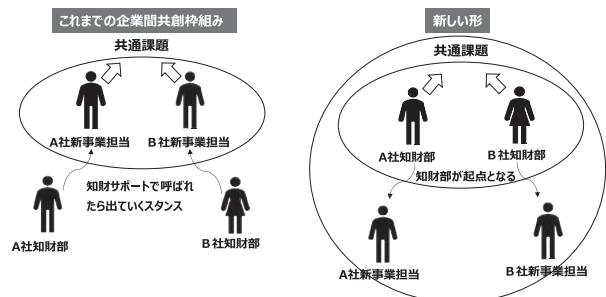 これまでの企業間共創枠組み
共通課題
A社新事業担当
B社新事業担当
知財サポートで呼ばれ
たら出ていくスタンス
A社知財部
B社知財部
新しい形
共通課題
A社知財部
B社知財部
知財部が起点となる
A社新事業担当
B社新事業担当